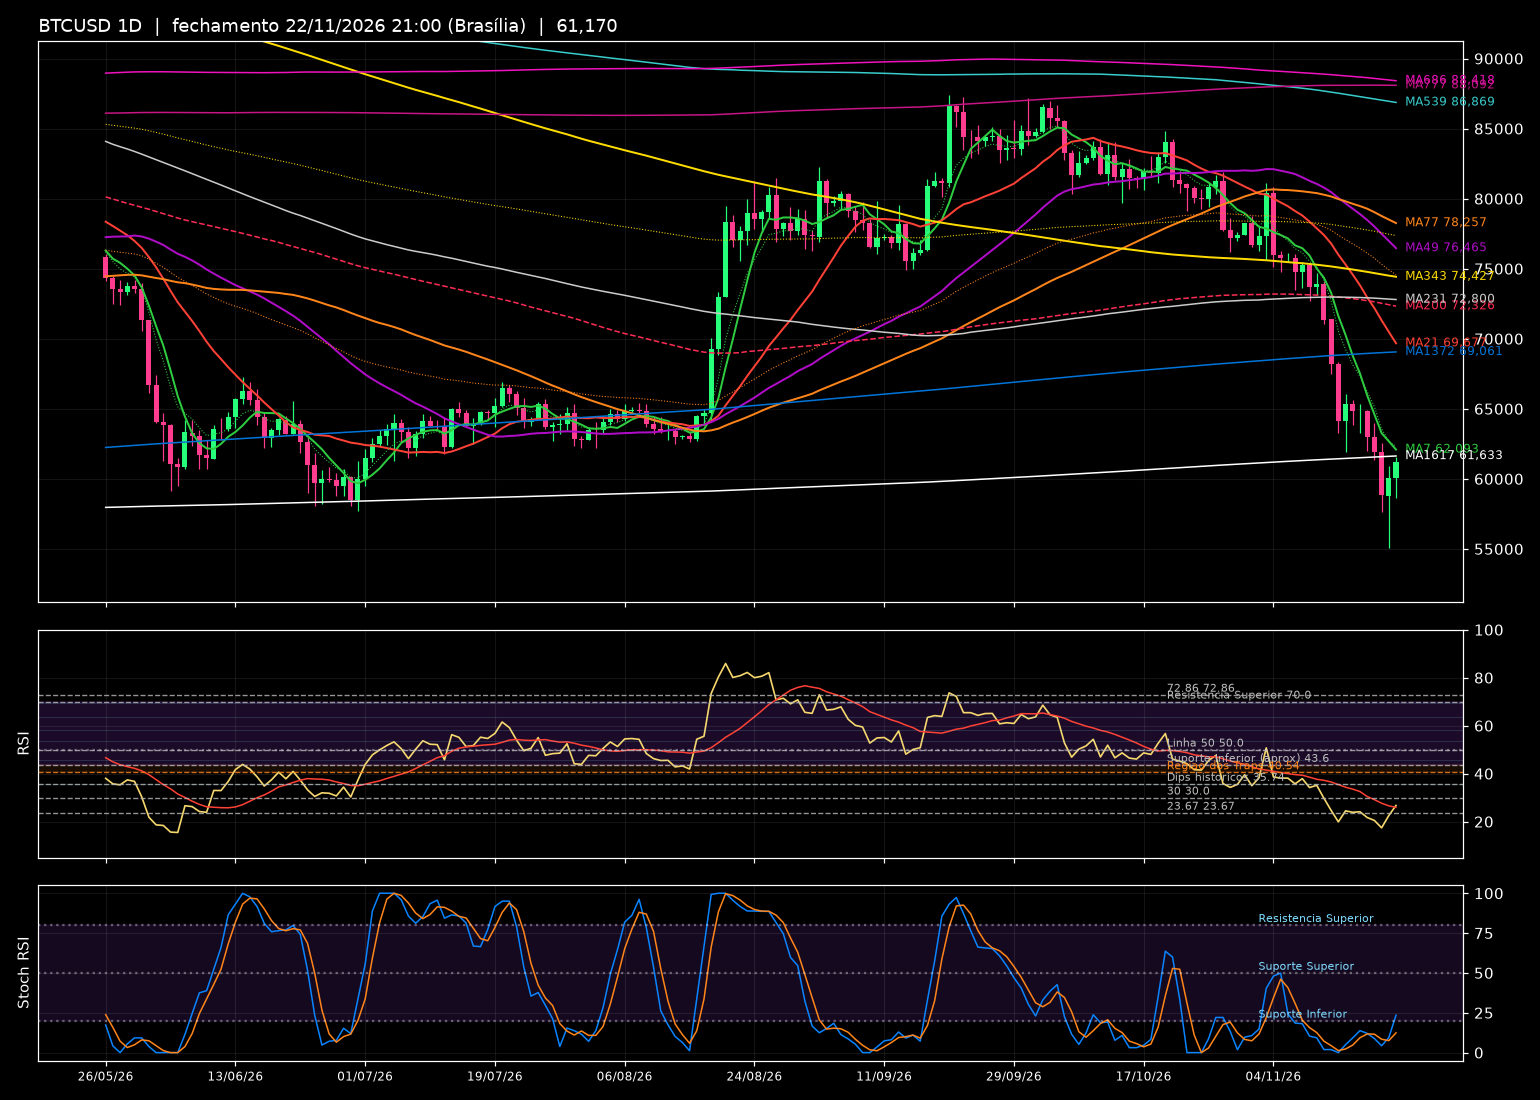 BTCUSD 1D | fechamento 22/11/2026 21:00 (Brasília) | 61,170
90000
MA686 88,418
MA777 88,092
MA539 86,869
85000
80000
MA77 78,257
MA49 76,465
75000
MA343 74,427
MA231 72,800
MA200 72,326
70000
MA21
MA1372 69,061
65000
MA7 62,093
MA1617 61,633
60000
55000
RSI
100
80
72.86 72.86
Resistencia Superior 70.0
60
Linha 50 50.0
Suporte Inferior (aprox) 43.6
40
Dips historicos 35.74
30 30.0
23.67 23.67
20
Stoch RSI
100
Resistencia Superior
75
Suporte Superior
50
25
Suporte Inferior
0
26/05/26 13/06/26 01/07/26 19/07/26 06/08/26 24/08/26 11/09/26 29/09/26 17/10/26 04/11/26